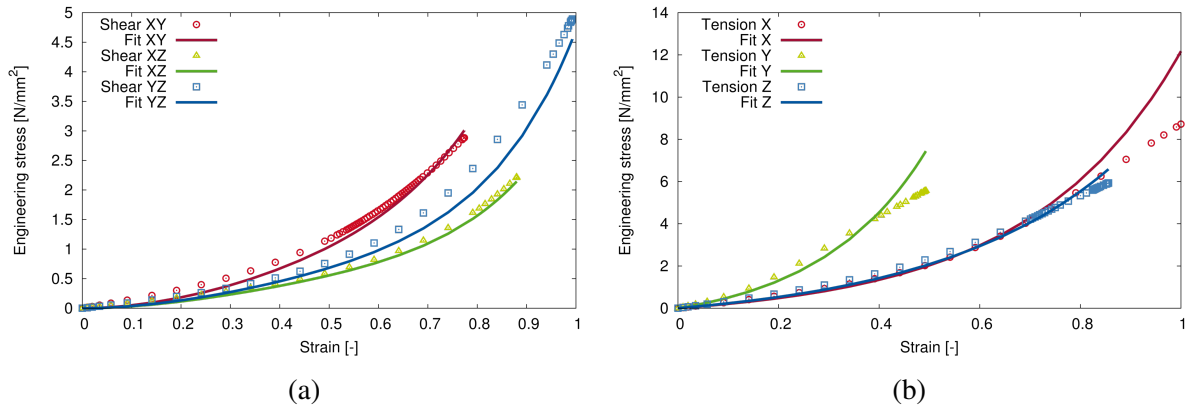 Engineering stress [N/mm²]
5
4.5
4
3.5
3
2.5
2
1.5
1
0.5
0
Shear XY
Fit XY
Shear XZ
Fit XZ
Shear YZ
Fit YZ
0 0.1 0.2 0.3 0.4 0.5 0.6 0.7 0.8 0.9 1
Strain [-]
(a)
Engineering stress [N/mm²]
14
12
10
8
6
4
2
0
Tension X
Fit X
Tension Y
Fit Y
Tension Z
Fit Z
0 0.2 0.4 0.6 0.8 1
Strain [-]
(b)